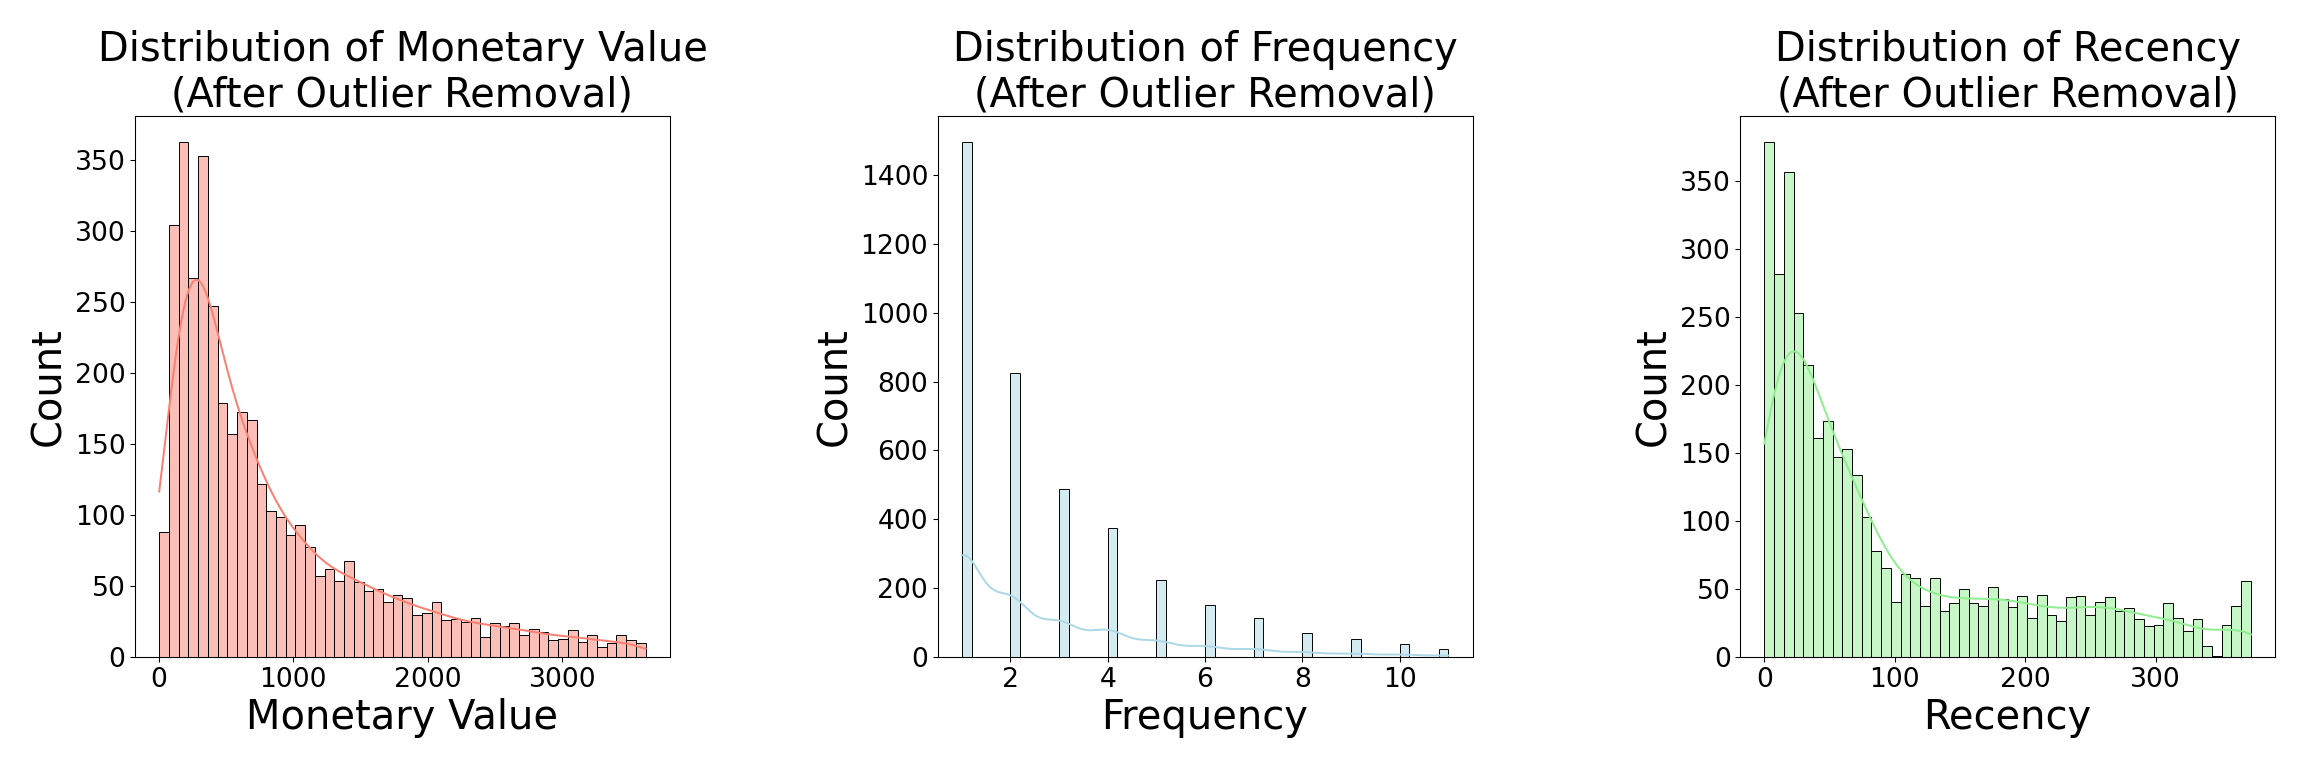 Distribution of Monetary Value
(After Outlier Removal)
350
300
250
200
150
100
50
0
Count
0 1000 2000 3000
Monetary Value
Distribution of Frequency
(After Outlier Removal)
1400
1200
1000
800
600
400
200
0
Count
2 4 6 8 10
Frequency
Distribution of Recency
(After Outlier Removal)
350
300
250
200
150
100
50
0
Count
0 100 200 300
Recency